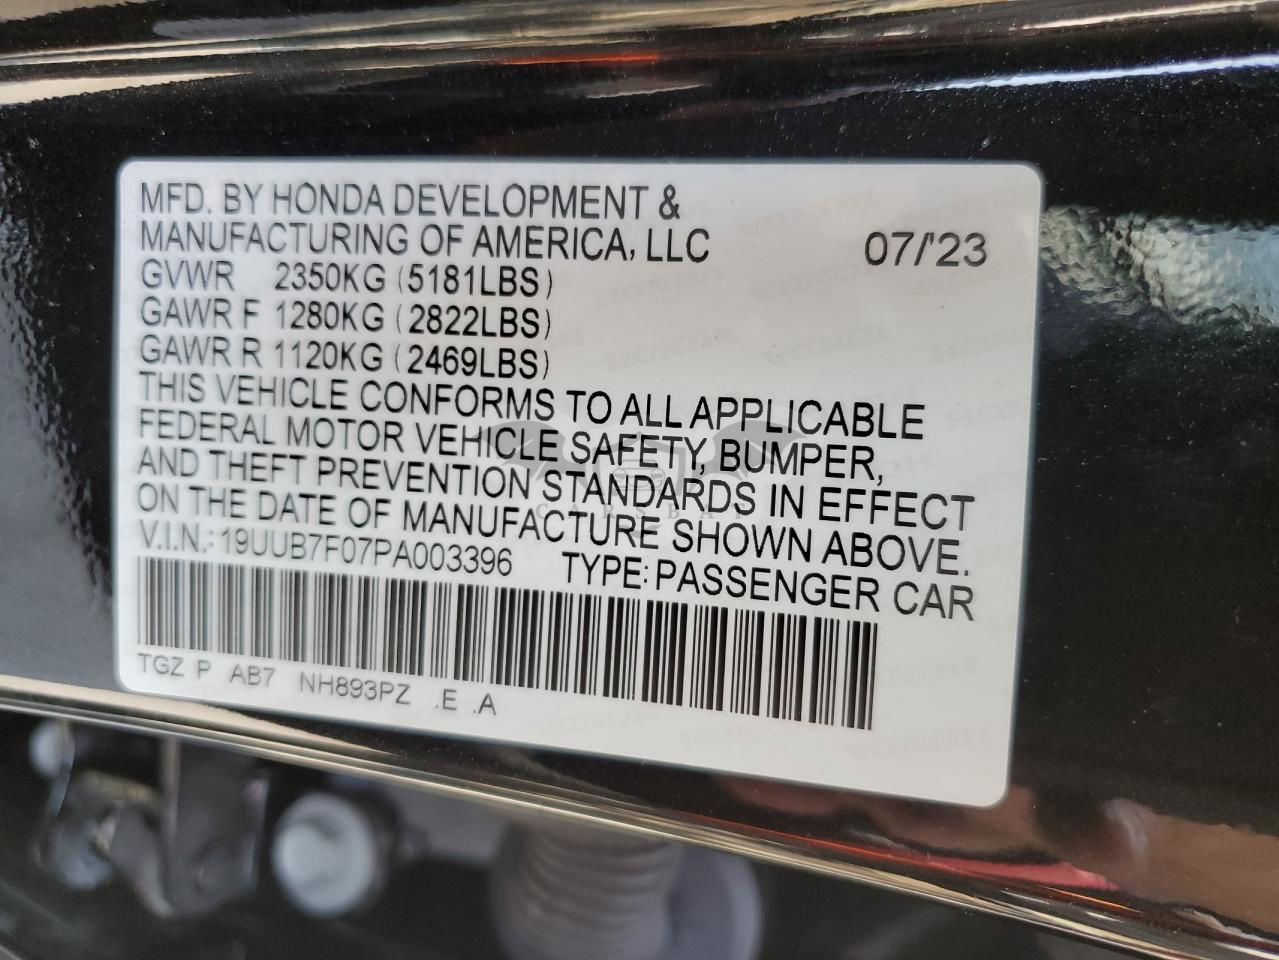 MFD. BY HONDA DEVELOPMENT &
MANUFACTURING OF AMERICA, LLC 07/'23
GVWR 2350KG (5181LBS)
GAWR F 1280KG (2822LBS)
GAWR R 1120KG (2469LBS)
THIS VEHICLE CONFORMS TO ALL APPLICABLE
FEDERAL MOTOR VEHICLE SAFETY, BUMPER,
AND THEFT PREVENTION STANDARDS IN EFFECT
ON THE DATE OF MANUFACTURE SHOWN ABOVE.
V.I.N.: 19UUB7F07PA003396 TYPE: PASSENGER CAR
TGZ P AB7 NH893PZ .E .A